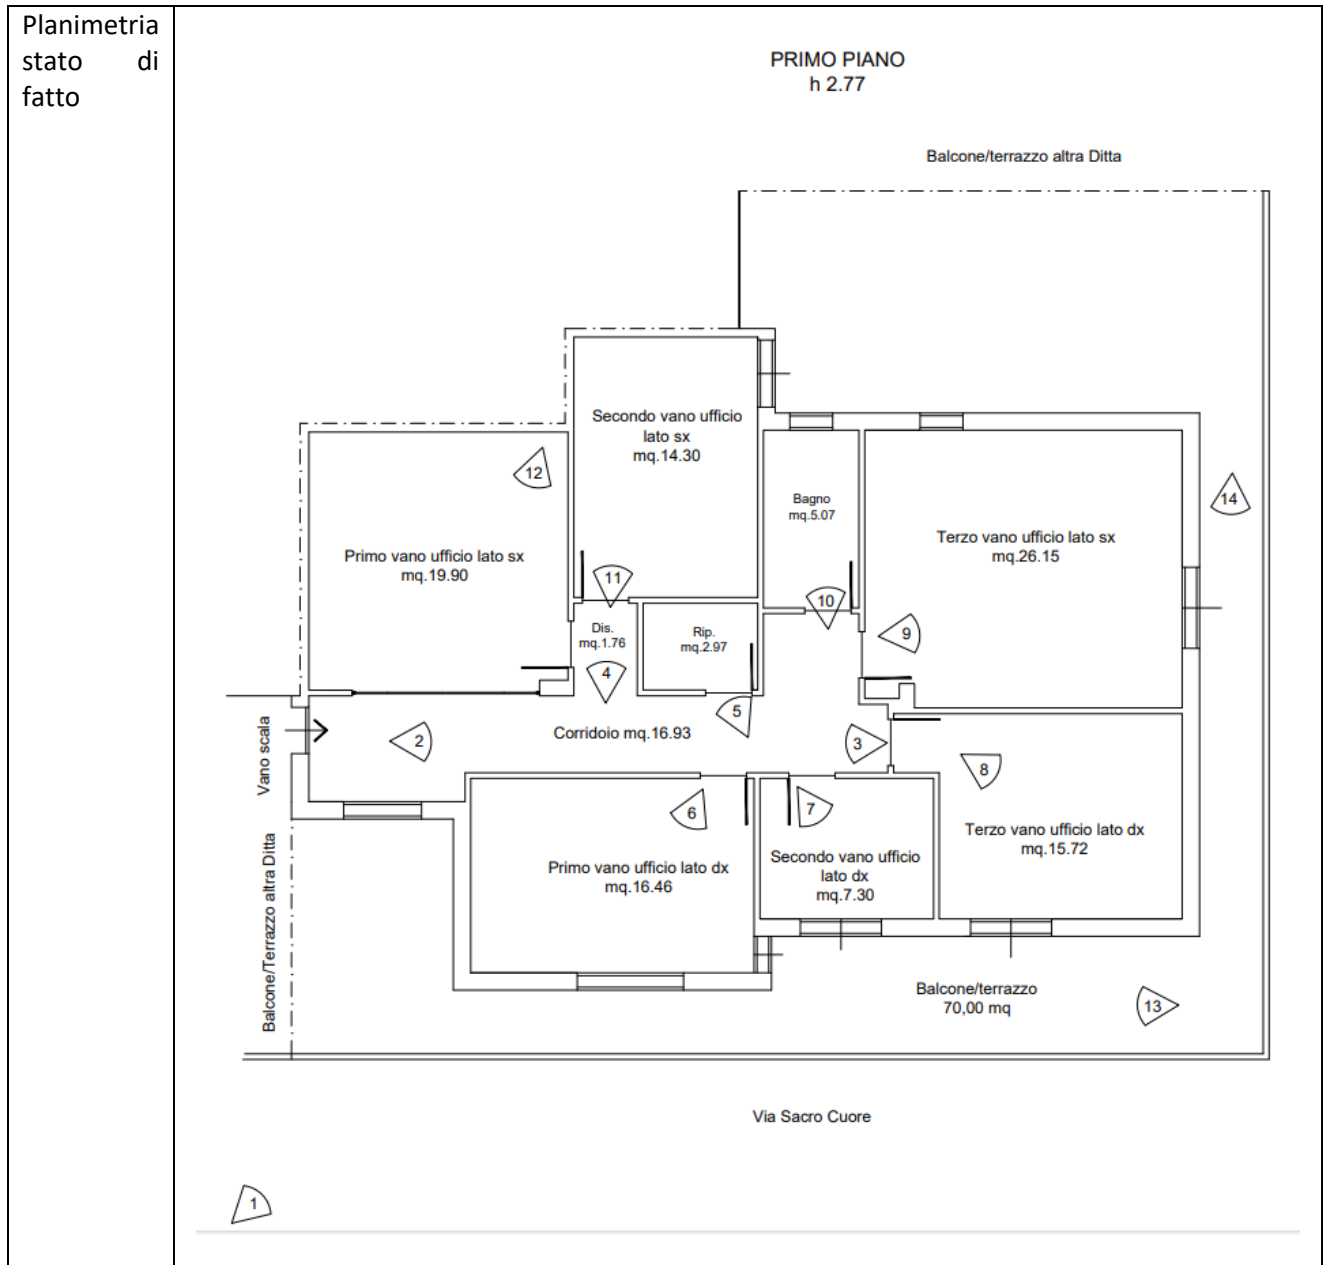 Planimetria
stato di
fatto
PRIMO PIANO
h 2.77
Balcone/terrazzo altra Ditta
Secondo vano ufficio
lato sx
mq.14.30
12
Bagno
mq.5.07
14
Primo vano ufficio lato sx
mq.19.90
Terzo vano ufficio lato sx
mq.26.15
11
10
Dis.
mq.1.76
Rip.
mq.2.97
9
4
5
Vano scala
2
Corridoio mq.16.93
3
8
6
7
Primo vano ufficio lato dx
mq.16.46
Secondo vano ufficio
lato dx
mq.7.30
Terzo vano ufficio lato dx
mq.15.72
Balcone/Terrazzo altra Ditta
Balcone/terrazzo
70,00 mq
13
Via Sacro Cuore
1